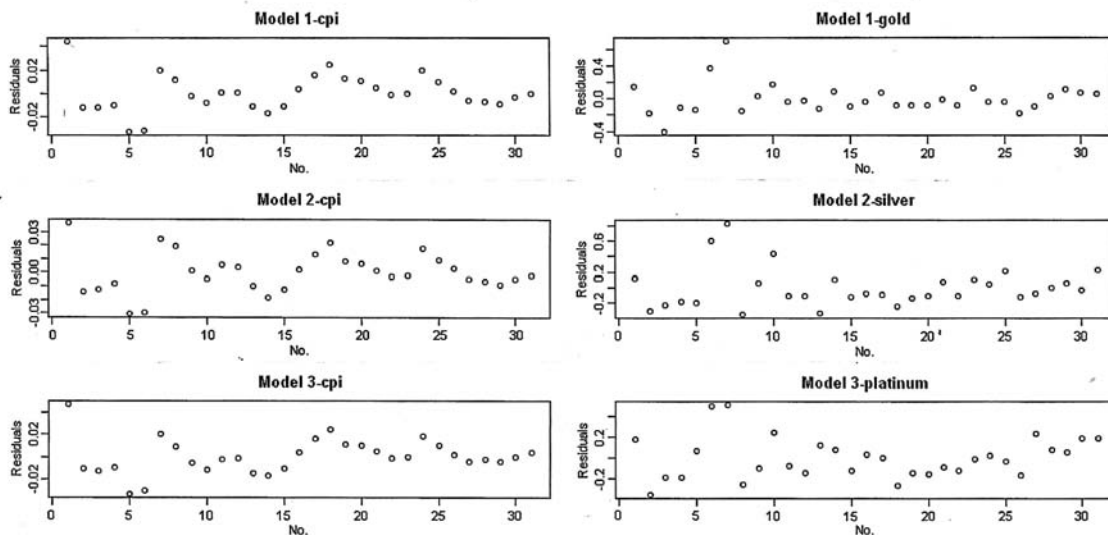 Model 1-cpi
Residuals
0.02
-0.02
0 5 10 15 20 25 30
No.
Model 1-gold
Residuals
0.4
0.0
-0.4
0 5 10 15 20 25 30
No.
Model 2-cpi
Residuals
0.03
0.00
-0.03
0 5 10 15 20 25 30
No.
Model 2-silver
Residuals
0.6
0.2
-0.2
0 5 10 15 20 25 30
No.
Model 3-cpi
Residuals
0.02
-0.02
0 5 10 15 20 25 30
No.
Model 3-platinum
Residuals
0.2
-0.2
0 5 10 15 20 25 30
No.